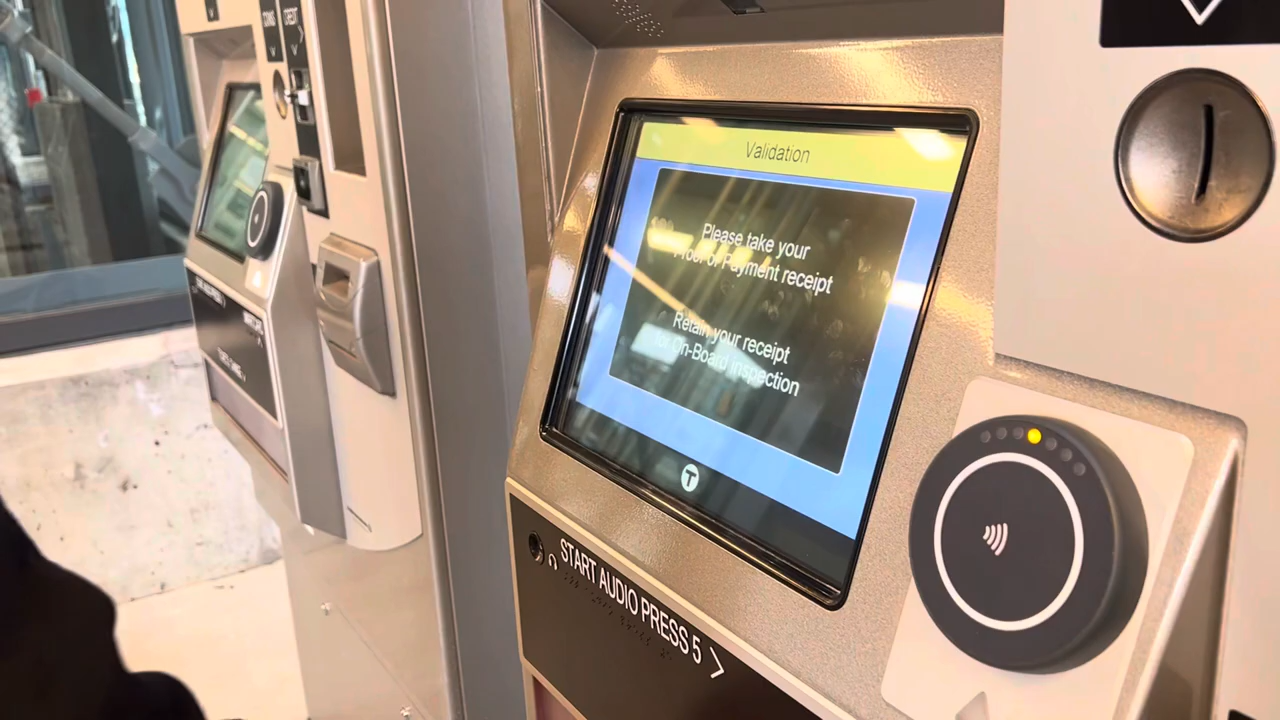 COINS
CREDIT
Validation
Please take your
Proof of Payment receipt
Retain your receipt
for On-Board inspection
T
START AUDIO PRESS 5